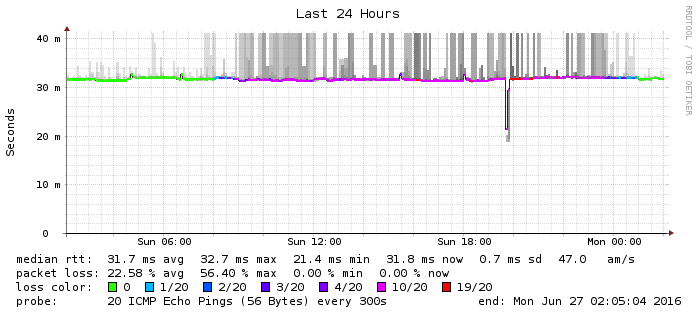 Last 24 Hours
RRDTOOL / TOBI OETIKER
Seconds
40 m
30 m
20 m
10 m
0
Sun 06:00 Sun 12:00 Sun 18:00 Mon 00:00
median rtt: 31.7 ms avg 32.7 ms max 21.4 ms min 31.8 ms now 0.7 ms sd 47.0 am/s
packet loss: 22.58 % avg 56.40 % max 0.00 % min 0.00 % now
loss color: 0 1/20 2/20 3/20 4/20 10/20 19/20
probe: 20 ICMP Echo Pings (56 Bytes) every 300s end: Mon Jun 27 02:05:04 2016